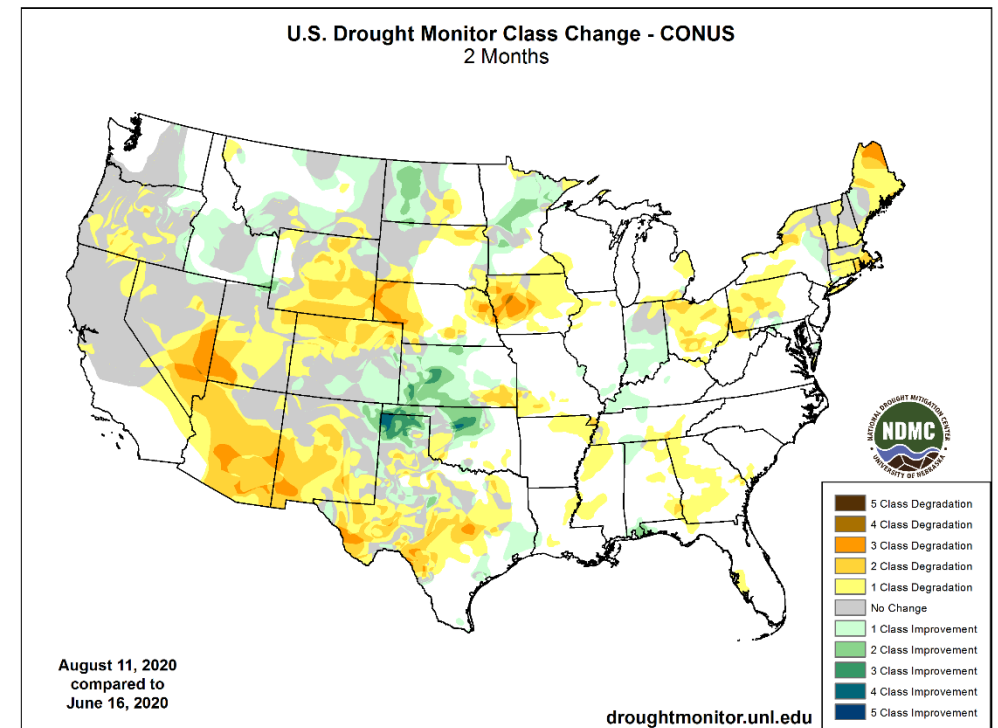 U.S. Drought Monitor Class Change - CONUS
2 Months
NATIONAL DROUGHT MITIGATION CENTER
NDMC
UNIVERSITY OF NEBRASKA
5 Class Degradation
4 Class Degradation
3 Class Degradation
2 Class Degradation
1 Class Degradation
No Change
1 Class Improvement
2 Class Improvement
3 Class Improvement
4 Class Improvement
5 Class Improvement
August 11, 2020
compared to
June 16, 2020
droughtmonitor.unl.edu